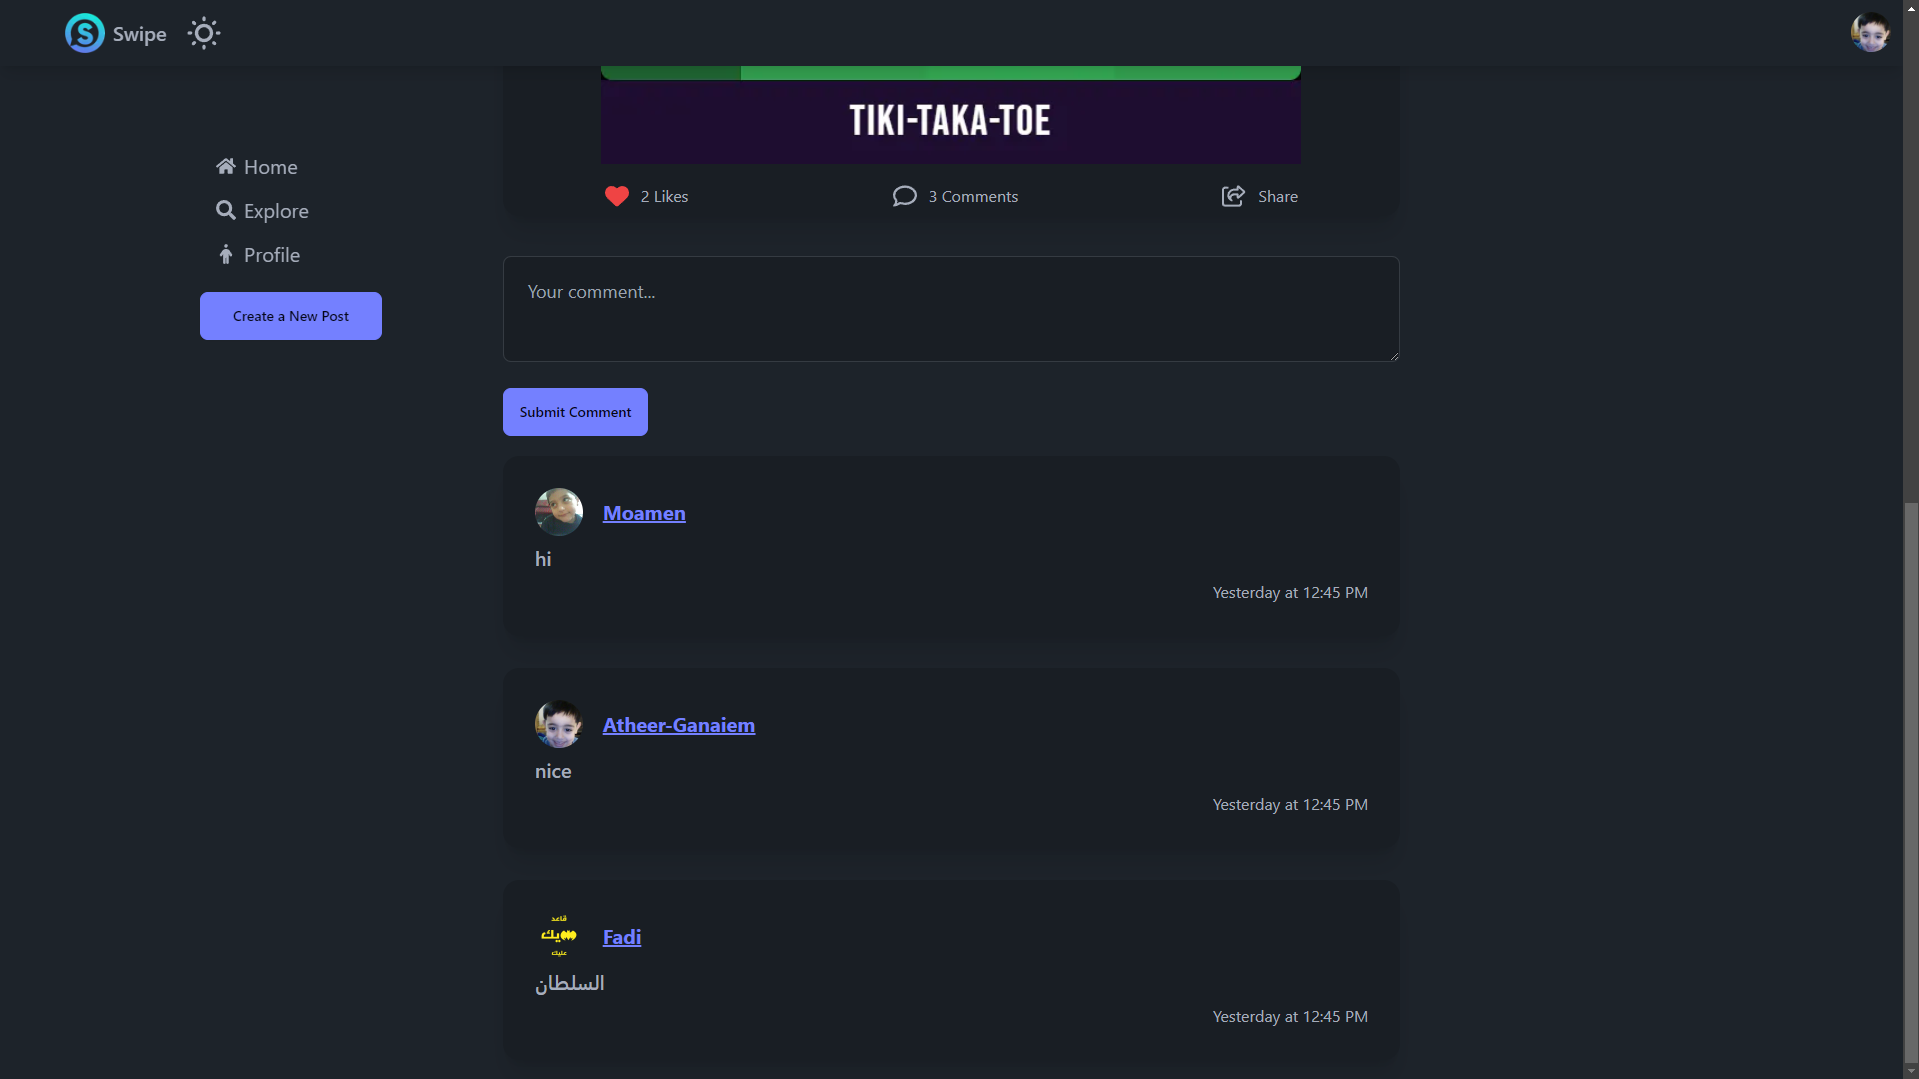 Swipe
TIKI-TAKA-TOE
2 Likes
3 Comments
Share
Home
Explore
Profile
Create a New Post
Your comment...
Submit Comment
Moamen
hi
Yesterday at 12:45 PM
Atheer-Ganaiem
nice
Yesterday at 12:45 PM
قاعد
عليك
Fadi
السلطان
Yesterday at 12:45 PM